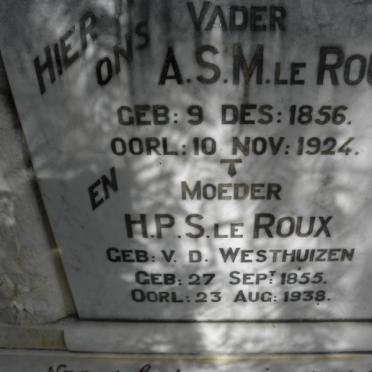 HIER
ONS
VADER
A.S.M. LE ROU
GEB: 9 DES: 1856.
OORL: 10 NOV: 1924.
EN
MOEDER
H.P.S. LE ROUX
GEB: V. D. WESTHUIZEN
GEB: 27 SEPT 1855.
OORL: 23 AUG: 1938.